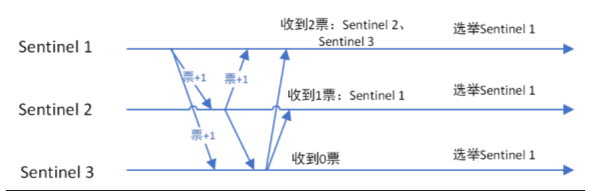 收到2票：Sentinel 2、
Sentinel 3
选举Sentinel 1
Sentinel 1
票+1
票+1
收到1票：Sentinel 1
选举Sentinel 1
Sentinel 2
票+1
收到0票
选举Sentinel 1
Sentinel 3